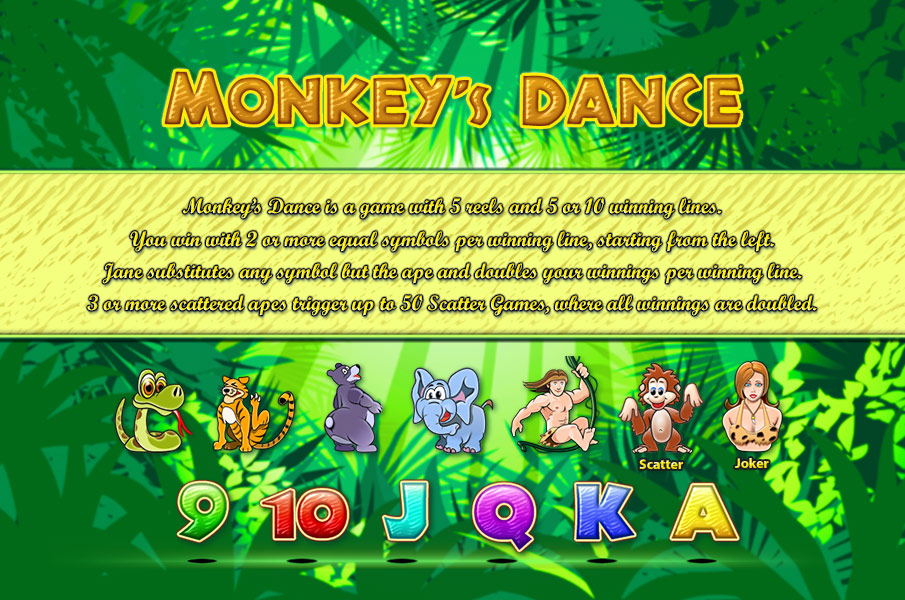 MONKEY's DANCE
Monkey's Dance is a game with 5 reels and 5 or 10 winning lines.
You win with 2 or more equal symbols per winning line, starting from the left.
Jane substitutes any symbol but the ape and doubles your winnings per winning line.
3 or more scattered apes trigger up to 50 Scatter Games, where all winnings are doubled.
Scatter Joker
9 10 J Q K A